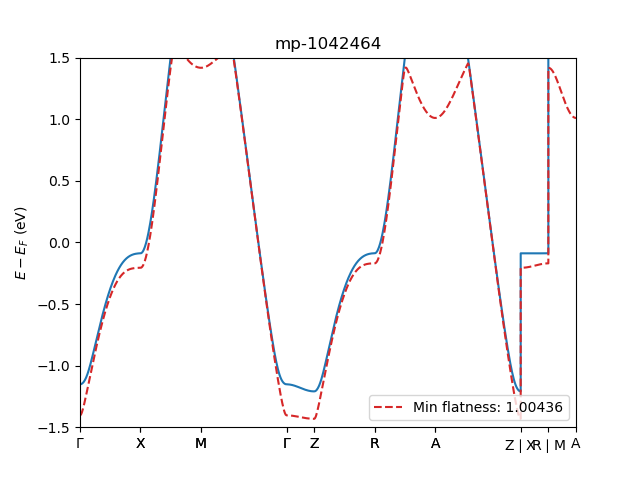 mp-1042464
E − E_F (eV)
1.5
1.0
0.5
0.0
−0.5
−1.0
−1.5
Min flatness: 1.00436
Γ X M Γ Z R A Z | X R | M A